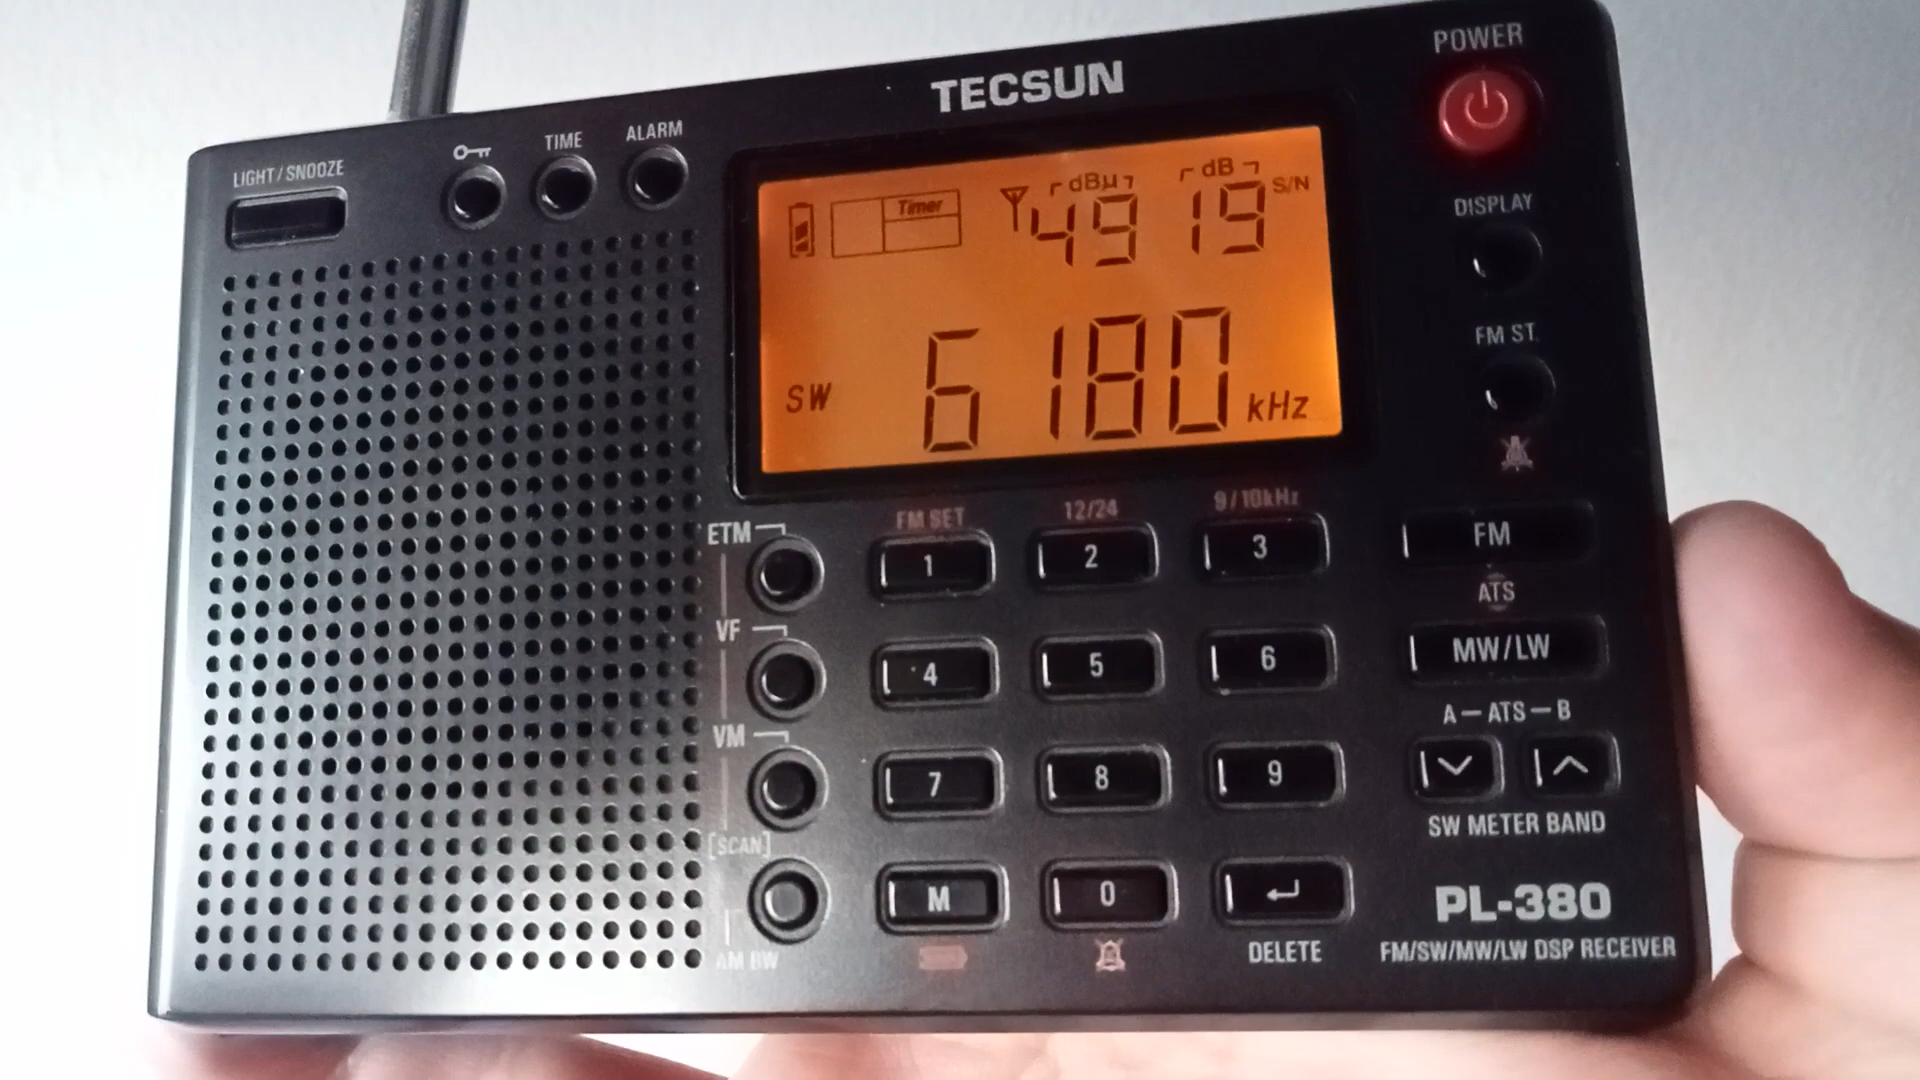 POWER
TECSUN
LIGHT/SNOOZE
TIME
ALARM
Timer
dBµ
dB
49 19 S/N
DISPLAY
FM ST.
SW 6180 kHz
FM SET
12/24
9/10kHz
ETM
1 2 3
FM
ATS
VF
4 5 6
MW/LW
A—ATS—B
VM
7 8 9
SW METER BAND
[SCAN]
M 0
PL-380
AM BW
DELETE
FM/SW/MW/LW DSP RECEIVER